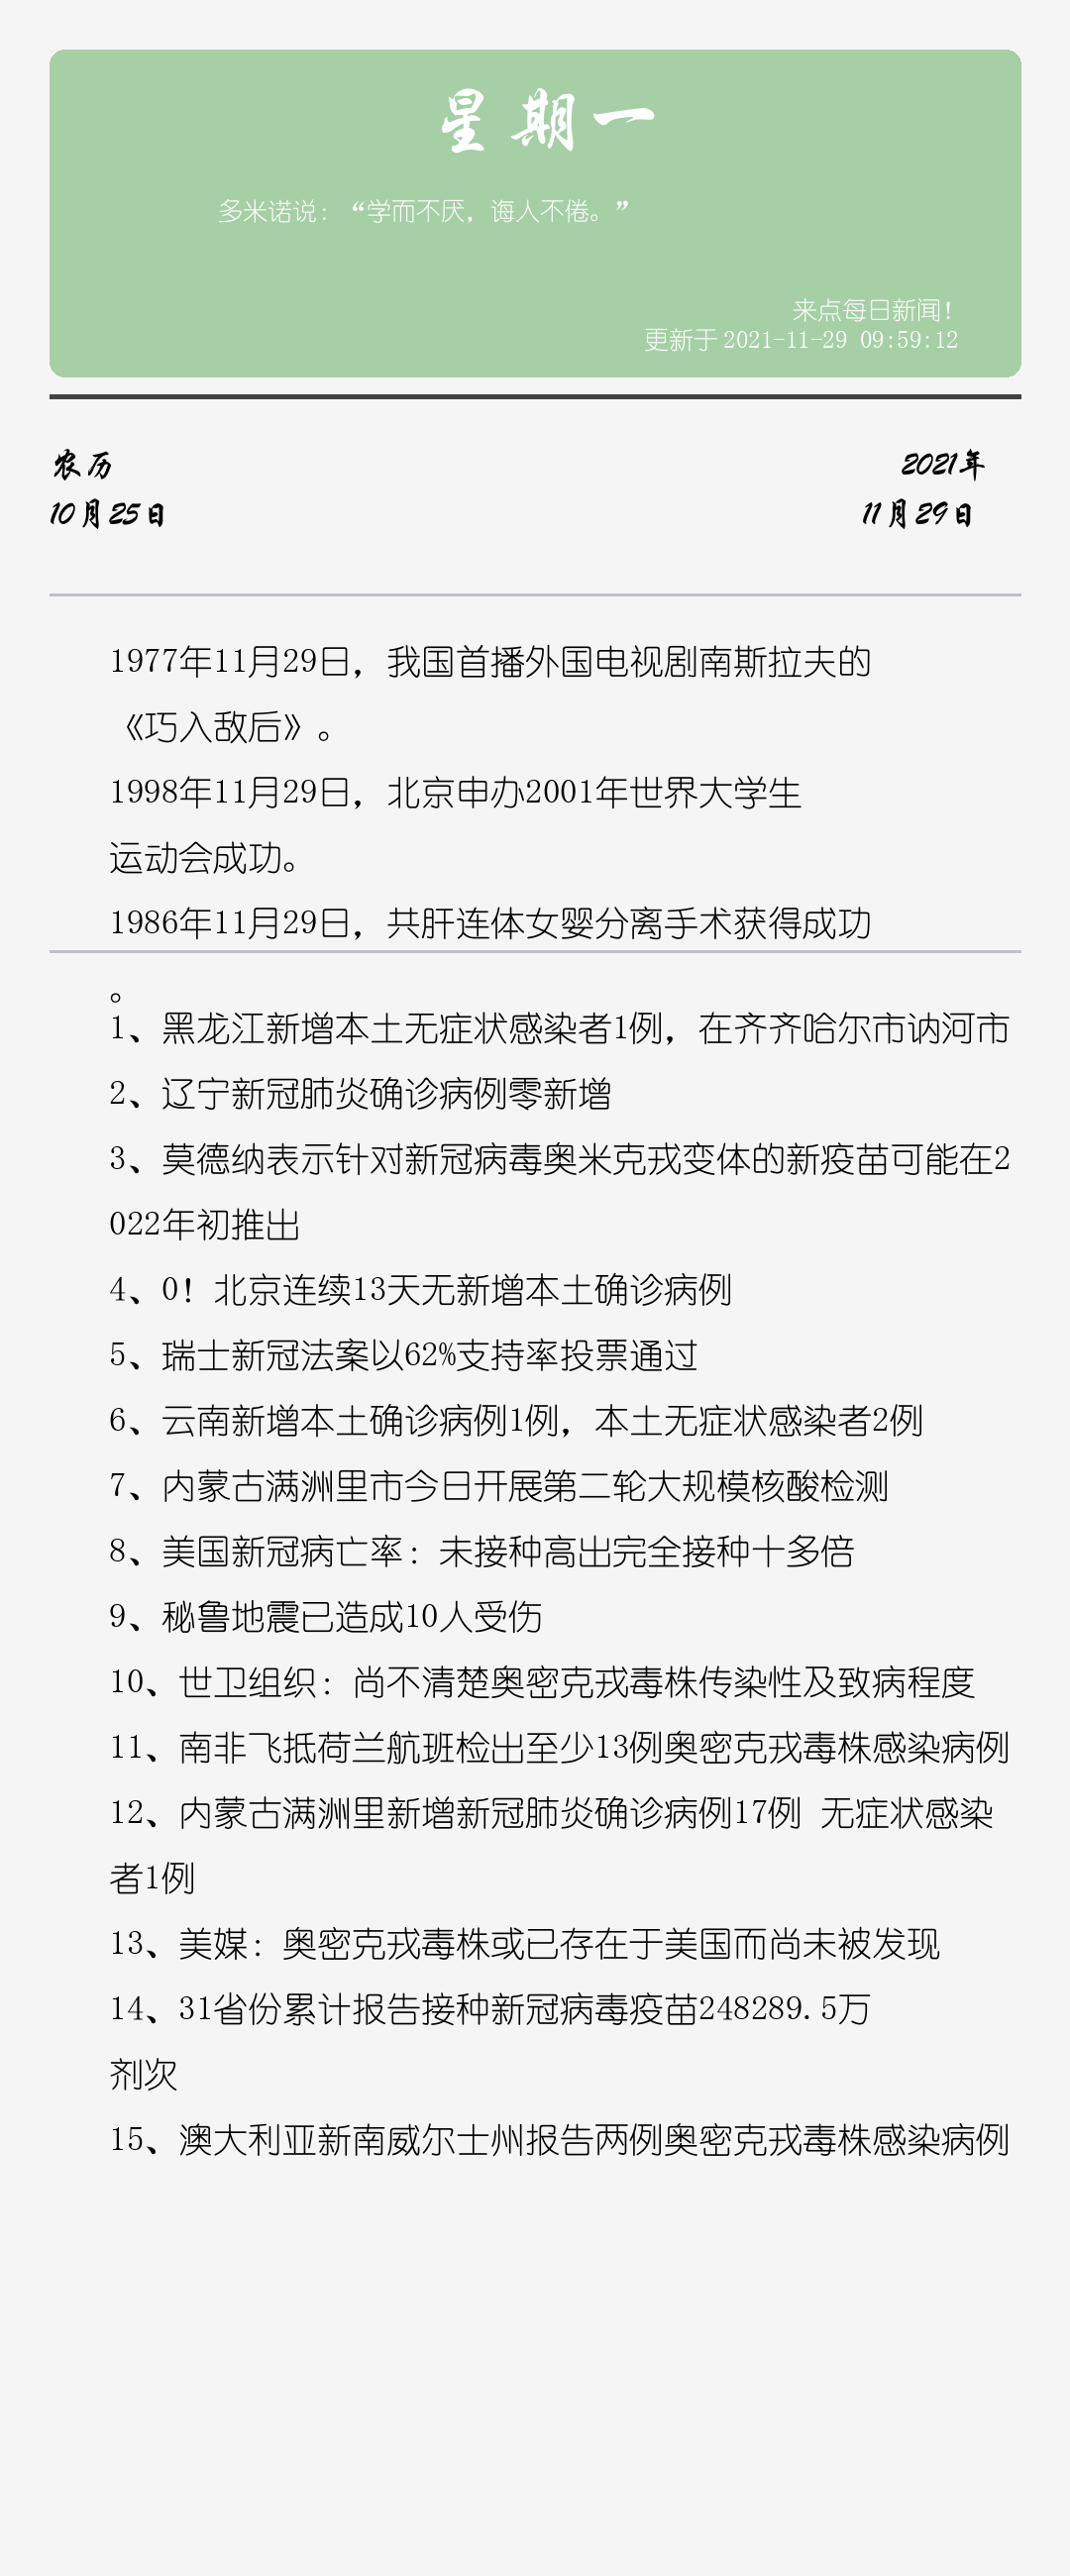 星期一
多米诺说：“学而不厌，诲人不倦。”
来点每日新闻！
更新于 2021-11-29 09:59:12
农历
10月25日
2021年
11月29日
1977年11月29日，我国首播外国电视剧南斯拉夫的
《巧入敌后》。
1998年11月29日，北京申办2001年世界大学生
运动会成功。
1986年11月29日，共肝连体女婴分离手术获得成功
。
1、黑龙江新增本土无症状感染者1例，在齐齐哈尔市讷河市
2、辽宁新冠肺炎确诊病例零新增
3、莫德纳表示针对新冠病毒奥米克戎变体的新疫苗可能在2
022年初推出
4、0！北京连续13天无新增本土确诊病例
5、瑞士新冠法案以62%支持率投票通过
6、云南新增本土确诊病例1例，本土无症状感染者2例
7、内蒙古满洲里市今日开展第二轮大规模核酸检测
8、美国新冠病亡率：未接种高出完全接种十多倍
9、秘鲁地震已造成10人受伤
10、世卫组织：尚不清楚奥密克戎毒株传染性及致病程度
11、南非飞抵荷兰航班检出至少13例奥密克戎毒株感染病例
12、内蒙古满洲里新增新冠肺炎确诊病例17例 无症状感染
者1例
13、美媒：奥密克戎毒株或已存在于美国而尚未被发现
14、31省份累计报告接种新冠病毒疫苗248289.5万
剂次
15、澳大利亚新南威尔士州报告两例奥密克戎毒株感染病例